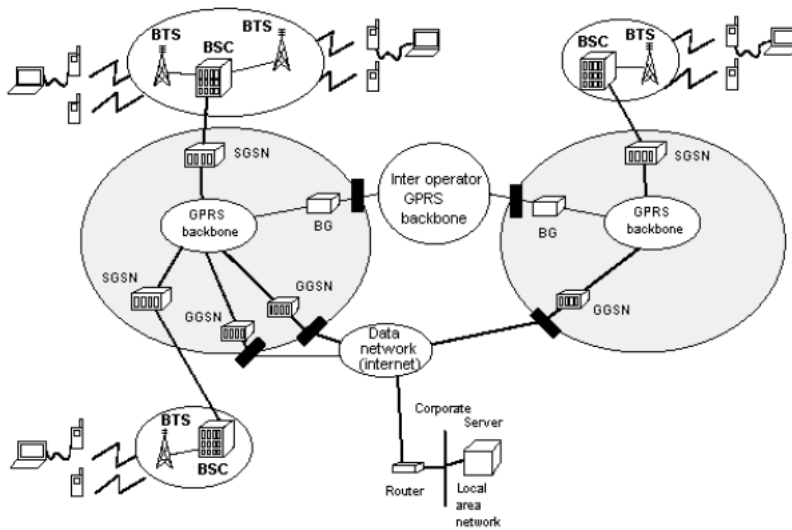 BTS
BTS
BSC
BSC
BTS
SGSN
SGSN
Inter operator
GPRS
backbone
GPRS
backbone
GPRS
backbone
BG
BG
SGSN
GGSN
GGSN
GGSN
Data
network
(internet)
BTS
BSC
Corporate
Server
Router
Local
area
network